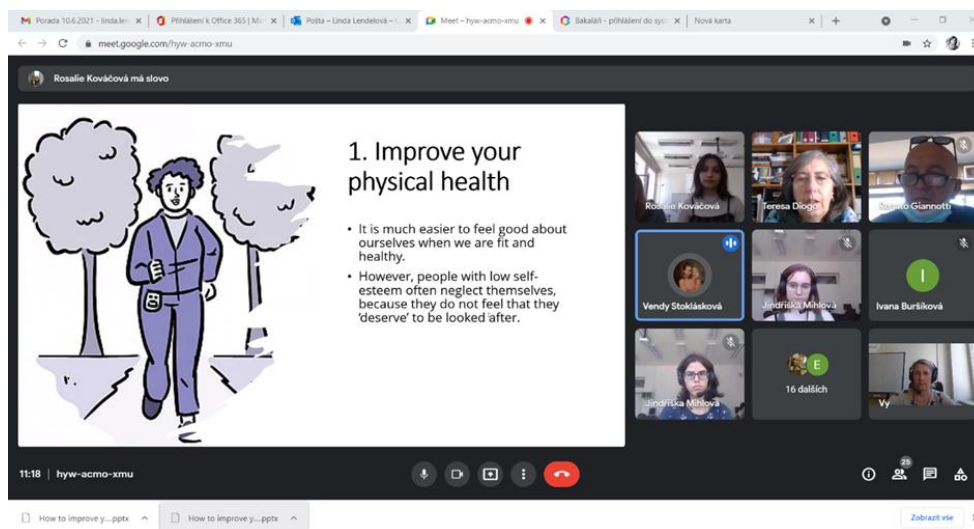 Porada 10.6.2021 - linda.len
Přihlášení k Office 365 | Mic
Pošta – Linda Lendelová –
Meet – hyw-acmo-xmu
Bakaláři - přihlášení do syst
Nová karta
meet.google.com/hyw-acmo-xmu
Rosalie Kováčová má slovo
1. Improve your
physical health
• It is much easier to feel good about
ourselves when we are fit and
healthy.
• However, people with low self-
esteem often neglect themselves,
because they do not feel that they
‘deserve’ to be looked after.
Rosalie Kováčová
Teresa Diogo
Renato Giannotti
Vendy Stoklásková
Jindřiška Mihlová
I
Ivana Buršíková
Jindřiška Mihlová
E
16 dalších
Vy
11:18 | hyw-acmo-xmu
25
How to improve y....pptx
How to improve y....pptx
Zobrazit vše